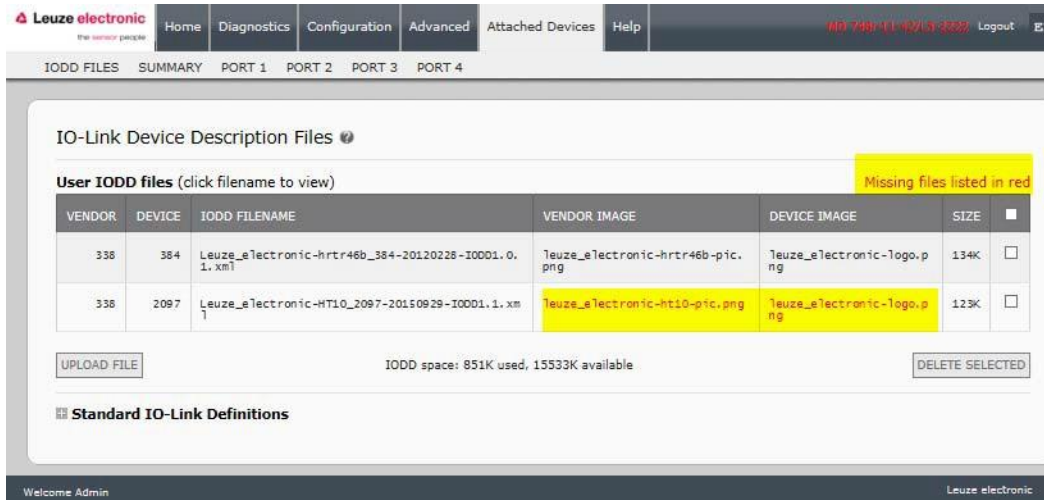 Leuze electronic
the sensor people
Home Diagnostics Configuration Advanced Attached Devices Help
Logout E
IODD FILES SUMMARY PORT 1 PORT 2 PORT 3 PORT 4
IO-Link Device Description Files
User IODD files (click filename to view)
Missing files listed in red
VENDOR DEVICE IODD FILENAME VENDOR IMAGE DEVICE IMAGE SIZE
338 384 Leuze_electronic-hrtr46b_384-20120228-IODD1.0. leuze_electronic-hrtr46b-pic. leuze_electronic-logo.p 134K
1.xml png ng
338 2097 Leuze_electronic-HT10_2097-20150929-IODD1.1.xm leuze_electronic-ht10-pic.png leuze_electronic-logo.p 123K
l ng
UPLOAD FILE IODD space: 851K used, 15533K available DELETE SELECTED
Standard IO-Link Definitions
Welcome Admin Leuze electronic